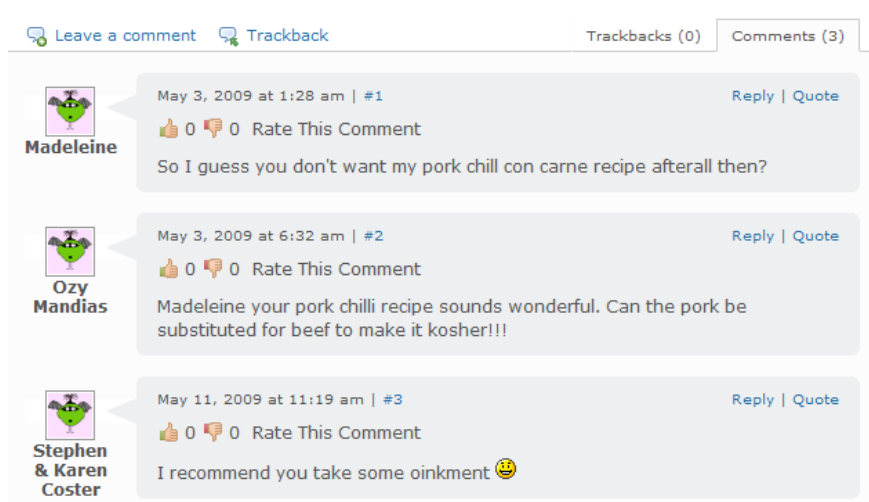 Leave a comment Trackback Trackbacks (0) Comments (3)
May 3, 2009 at 1:28 am | #1 Reply | Quote
0 0 Rate This Comment
Madeleine
So I guess you don't want my pork chill con carne recipe afterall then?
May 3, 2009 at 6:32 am | #2 Reply | Quote
0 0 Rate This Comment
Ozy
Mandias
Madeleine your pork chilli recipe sounds wonderful. Can the pork be
substituted for beef to make it kosher!!!
May 11, 2009 at 11:19 am | #3 Reply | Quote
0 0 Rate This Comment
Stephen
& Karen
Coster
I recommend you take some oinkment